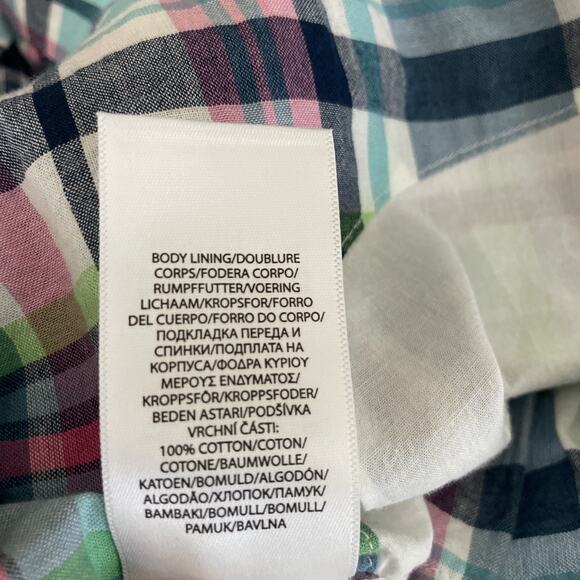 BODY LINING/DOUBLURE
CORPS/FODERA CORPO/
RUMPFFUTTER/VOERING
LICHAAM/KROPSFOR/FORRO
DEL CUERPO/FORRO DO CORPO/
ПОДКЛАДКА ПЕРЕДА И
СПИНКИ/ПОДПЛАТА НА
КОРПУСА/ΦΟΔΡΑ ΚΥΡΙΟΥ
ΜΕΡΟΥΣ ΕΝΔΥΜΑΤΟΣ/
KROPPSFÔR/KROPPSFODER/
BEDEN ASTARI/PODŠÍVKA
VRCHNÍ ČÁSTI:
100% COTTON/COTON/
COTONE/BAUMWOLLE/
KATOEN/BOMULD/ALGODÓN/
ALGODÃO/ХЛОПОК/ПАМУК/
ΒΑΜΒΑΚΙ/BOMULL/BOMULL/
PAMUK/BAVLNA